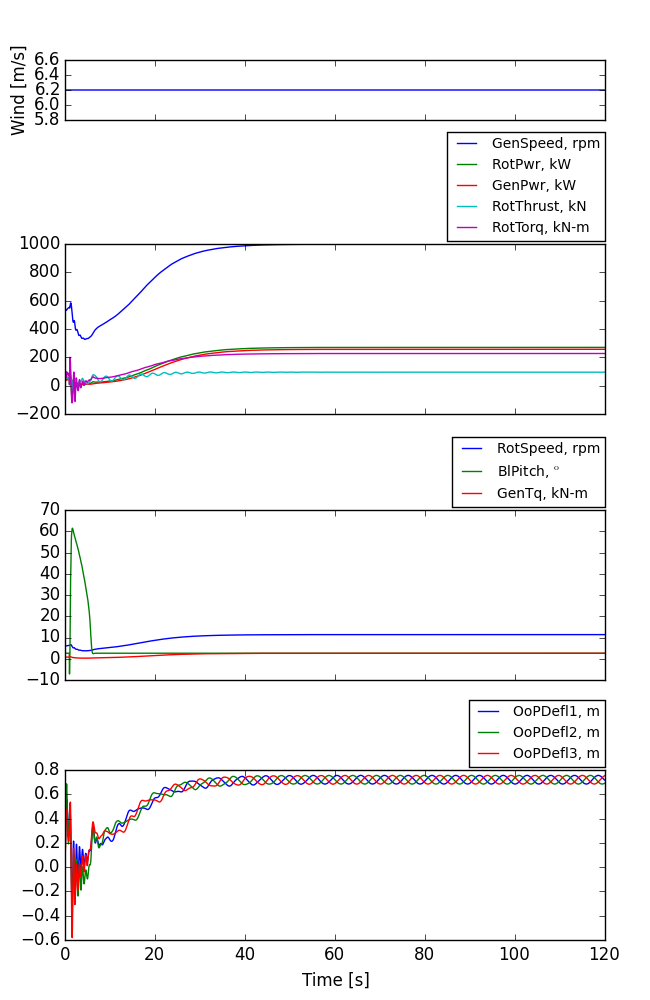 Wind [m/s]
6.6
6.4
6.2
6.0
5.8
GenSpeed, rpm
RotPwr, kW
GenPwr, kW
RotThrust, kN
RotTorq, kN-m
1000
800
600
400
200
0
−200
RotSpeed, rpm
BlPitch, °
GenTq, kN-m
70
60
50
40
30
20
10
0
−10
OoPDefl1, m
OoPDefl2, m
OoPDefl3, m
0.8
0.6
0.4
0.2
0.0
−0.2
−0.4
−0.6
0 20 40 60 80 100 120
Time [s]